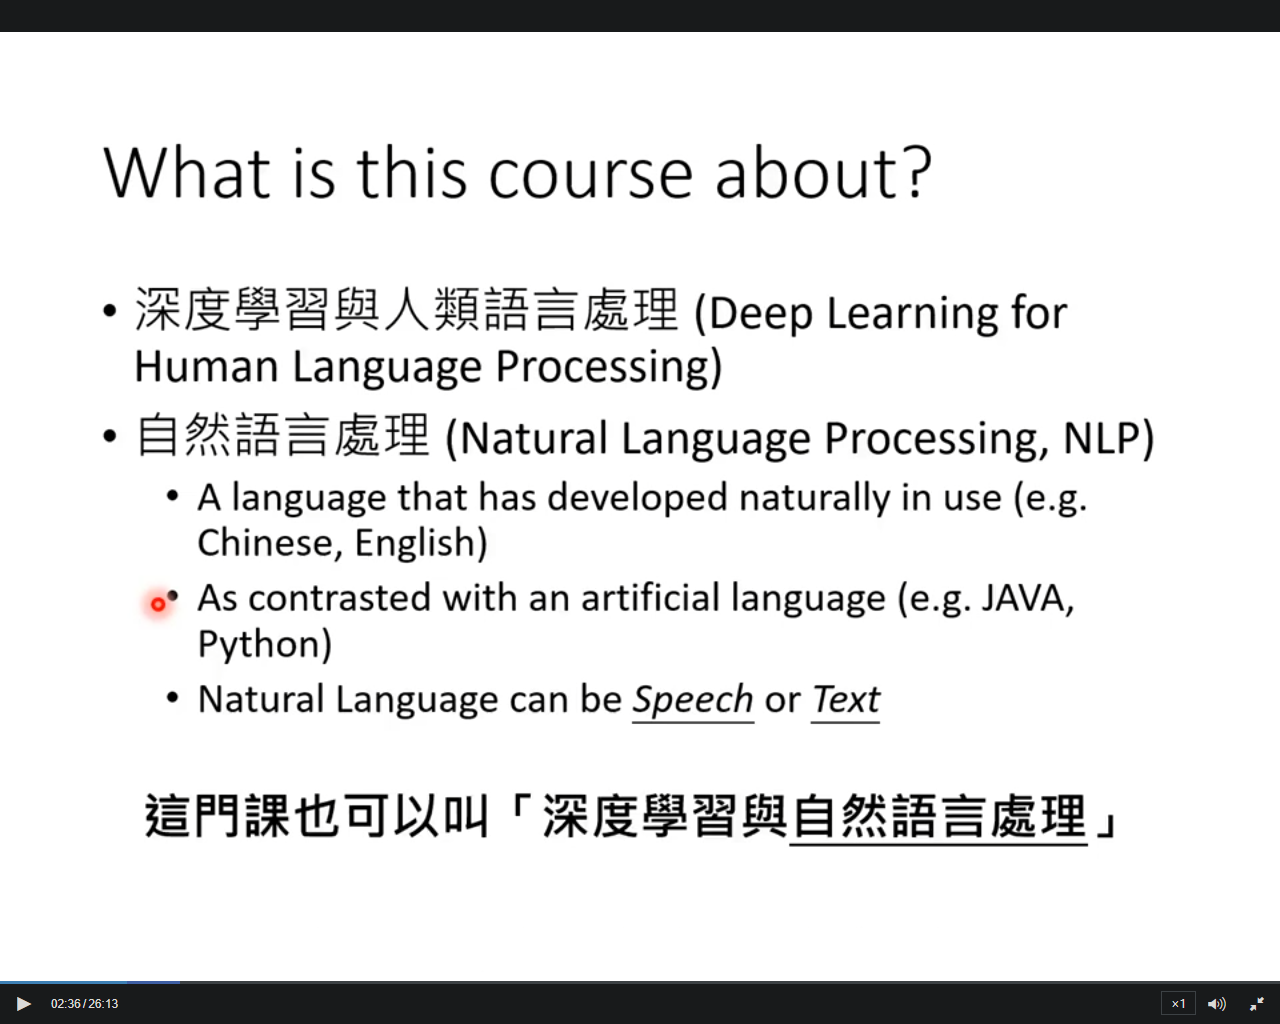 What is this course about?
• 深度學習與人類語言處理 (Deep Learning for
Human Language Processing)
• 自然語言處理 (Natural Language Processing, NLP)
• A language that has developed naturally in use (e.g.
Chinese, English)
• As contrasted with an artificial language (e.g. JAVA,
Python)
• Natural Language can be Speech or Text
這門課也可以叫「深度學習與自然語言處理」
02:36/26:13
×1